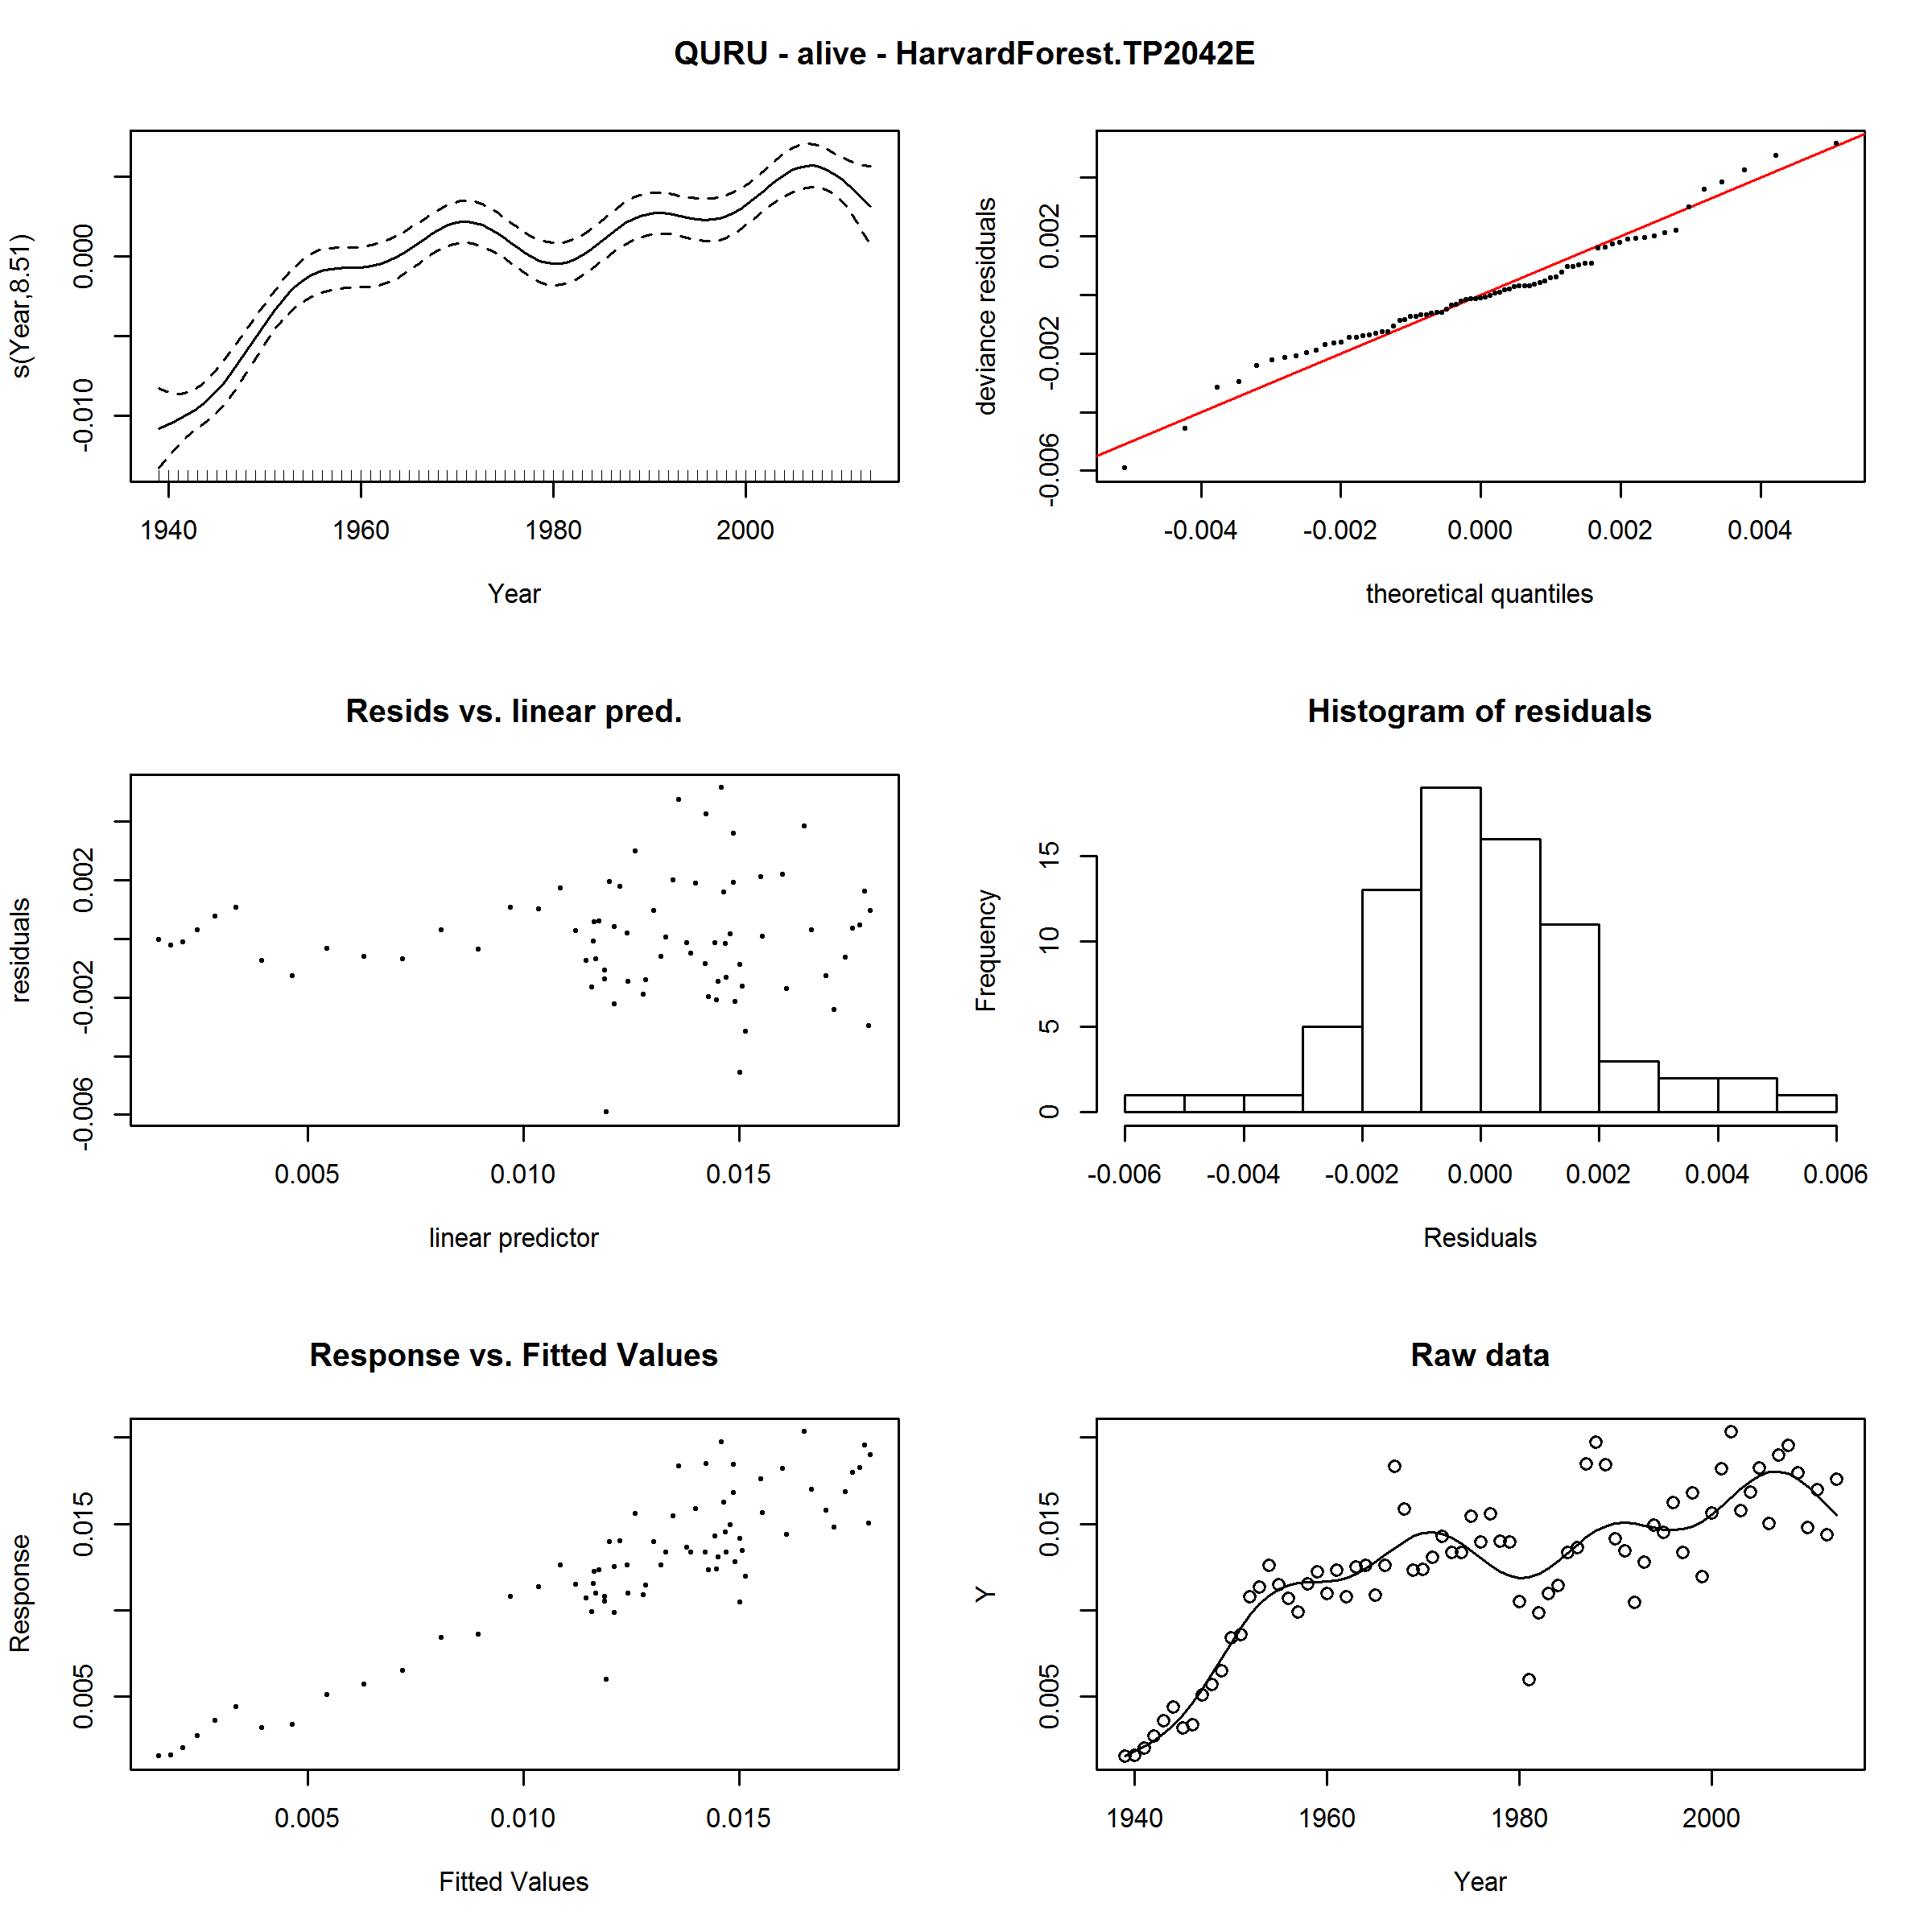 QURU - alive - HarvardForest.TP2042E
s(Year,8.51)
0.000
-0.010
1940 1960 1980 2000
Year
deviance residuals
0.002
-0.002
-0.006
-0.004 -0.002 0.000 0.002 0.004
theoretical quantiles
Resids vs. linear pred.
residuals
0.002
-0.002
-0.006
0.005 0.010 0.015
linear predictor
Histogram of residuals
Frequency
15
10
5
0
-0.006 -0.004 -0.002 0.000 0.002 0.004 0.006
Residuals
Response vs. Fitted Values
Response
0.015
0.005
0.005 0.010 0.015
Fitted Values
Raw data
Y
0.015
0.005
1940 1960 1980 2000
Year